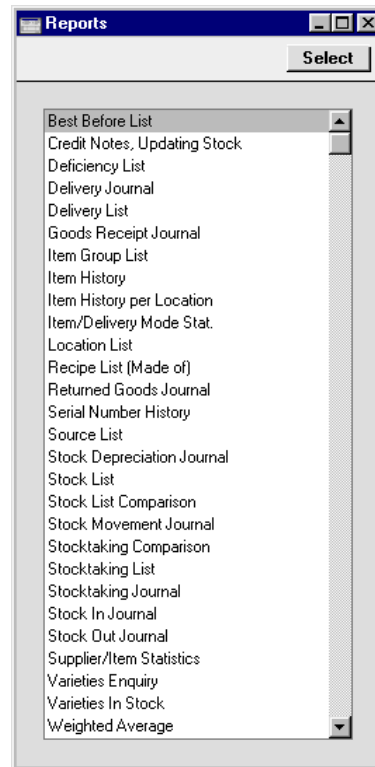 Reports
Select
Best Before List
Credit Notes, Updating Stock
Deficiency List
Delivery Journal
Delivery List
Goods Receipt Journal
Item Group List
Item History
Item History per Location
Item/Delivery Mode Stat.
Location List
Recipe List (Made of)
Returned Goods Journal
Serial Number History
Source List
Stock Depreciation Journal
Stock List
Stock List Comparison
Stock Movement Journal
Stocktaking Comparison
Stocktaking List
Stocktaking Journal
Stock In Journal
Stock Out Journal
Supplier/Item Statistics
Varieties Enquiry
Varieties In Stock
Weighted Average